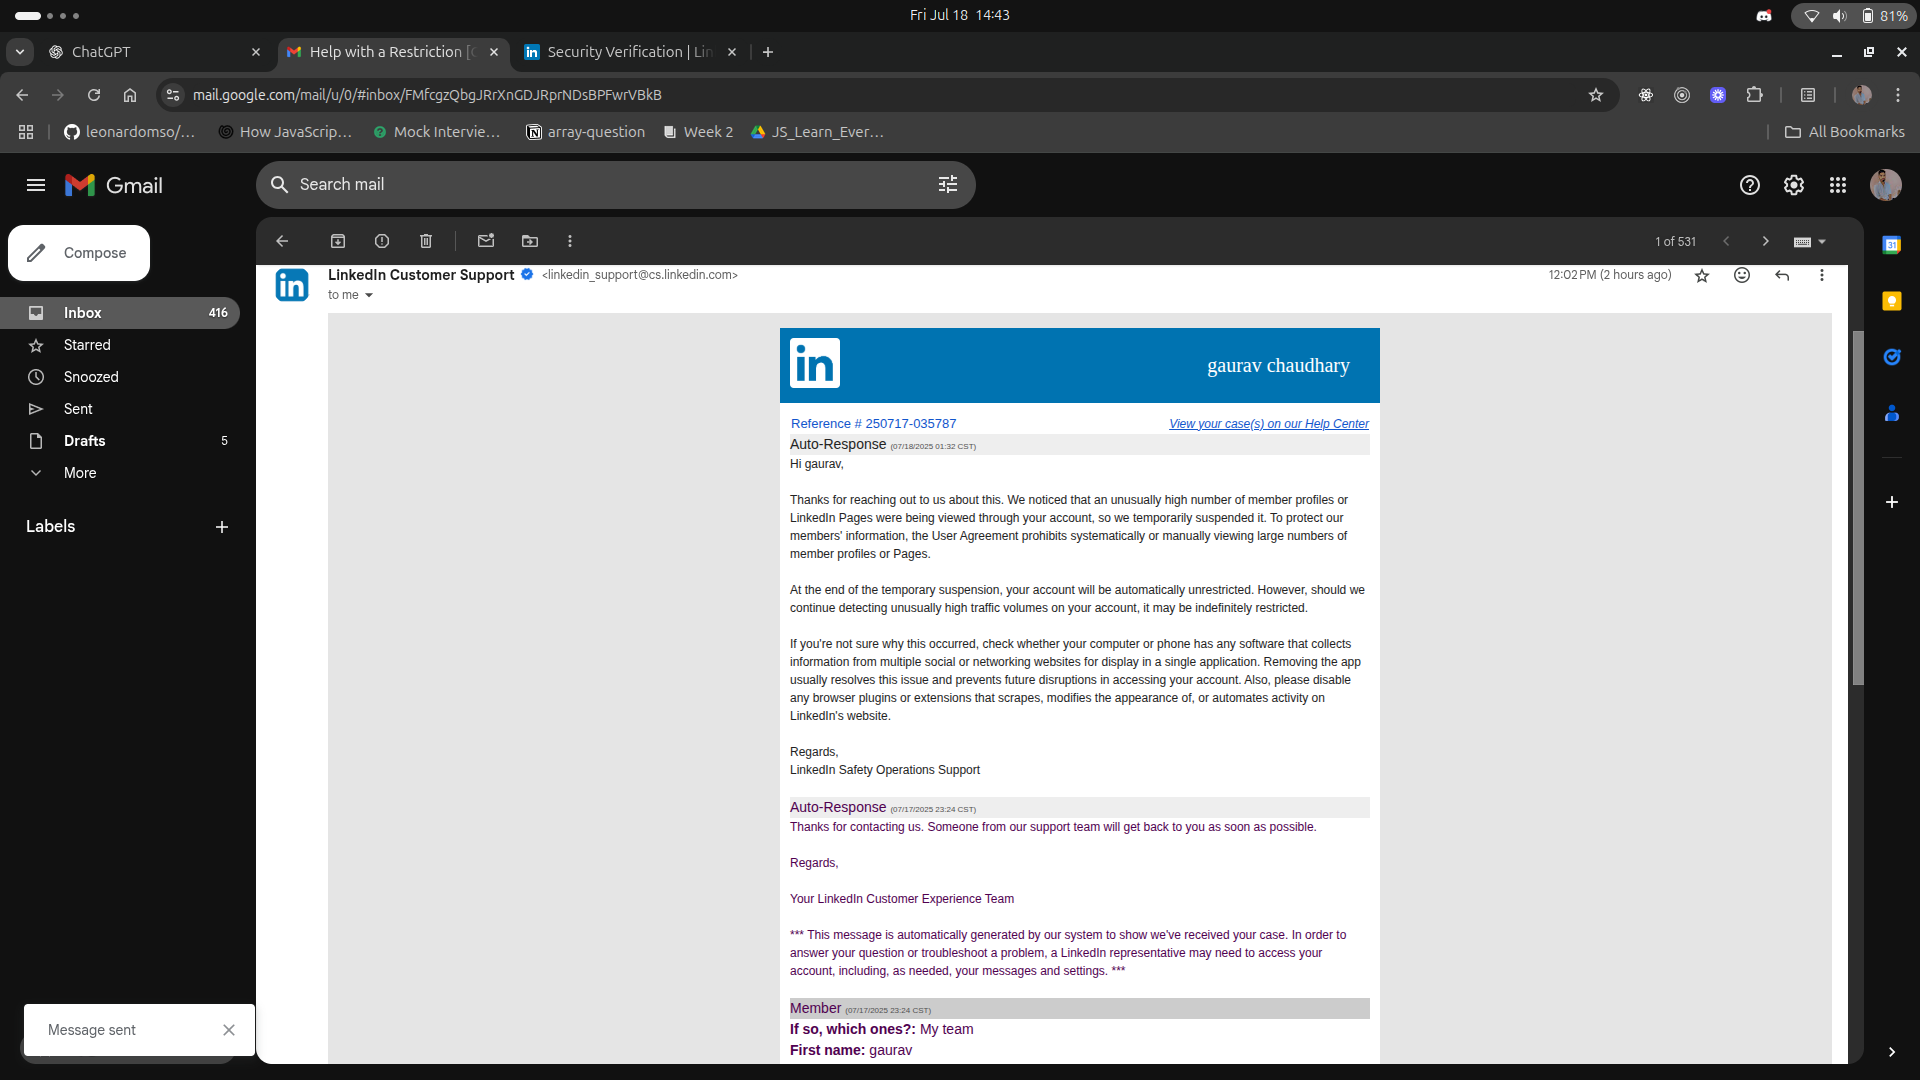 Fri Jul 18 14:43
81%
ChatGPT
Help with a Restriction [
Security Verification | Lin
mail.google.com/mail/u/0/#inbox/FMfcgzQbgJRrXnGDJRprNDsBPFwrVBkB
leonardomso/...
How JavaScrip...
Mock Intervie...
array-question
Week 2
JS_Learn_Ever...
All Bookmarks
Gmail
Search mail
Compose
1 of 531
Inbox 416
Starred
Snoozed
Sent
Drafts 5
More
Labels
LinkedIn Customer Support <linkedin_support@cs.linkedin.com>
12:02 PM (2 hours ago)
to me
in
gaurav chaudhary
Reference # 250717-035787
View your case(s) on our Help Center
Auto-Response (07/18/2025 01:32 CST)
Hi gaurav,
Thanks for reaching out to us about this. We noticed that an unusually high number of member profiles or
LinkedIn Pages were being viewed through your account, so we temporarily suspended it. To protect our
members' information, the User Agreement prohibits systematically or manually viewing large numbers of
member profiles or Pages.
At the end of the temporary suspension, your account will be automatically unrestricted. However, should we
continue detecting unusually high traffic volumes on your account, it may be indefinitely restricted.
If you're not sure why this occurred, check whether your computer or phone has any software that collects
information from multiple social or networking websites for display in a single application. Removing the app
usually resolves this issue and prevents future disruptions in accessing your account. Also, please disable
any browser plugins or extensions that scrapes, modifies the appearance of, or automates activity on
LinkedIn's website.
Regards,
LinkedIn Safety Operations Support
Auto-Response (07/17/2025 23:24 CST)
Thanks for contacting us. Someone from our support team will get back to you as soon as possible.
Regards,
Your LinkedIn Customer Experience Team
*** This message is automatically generated by our system to show we've received your case. In order to
answer your question or troubleshoot a problem, a LinkedIn representative may need to access your
account, including, as needed, your messages and settings. ***
Member (07/17/2025 23:24 CST)
If so, which ones?: My team
First name: gaurav
Message sent